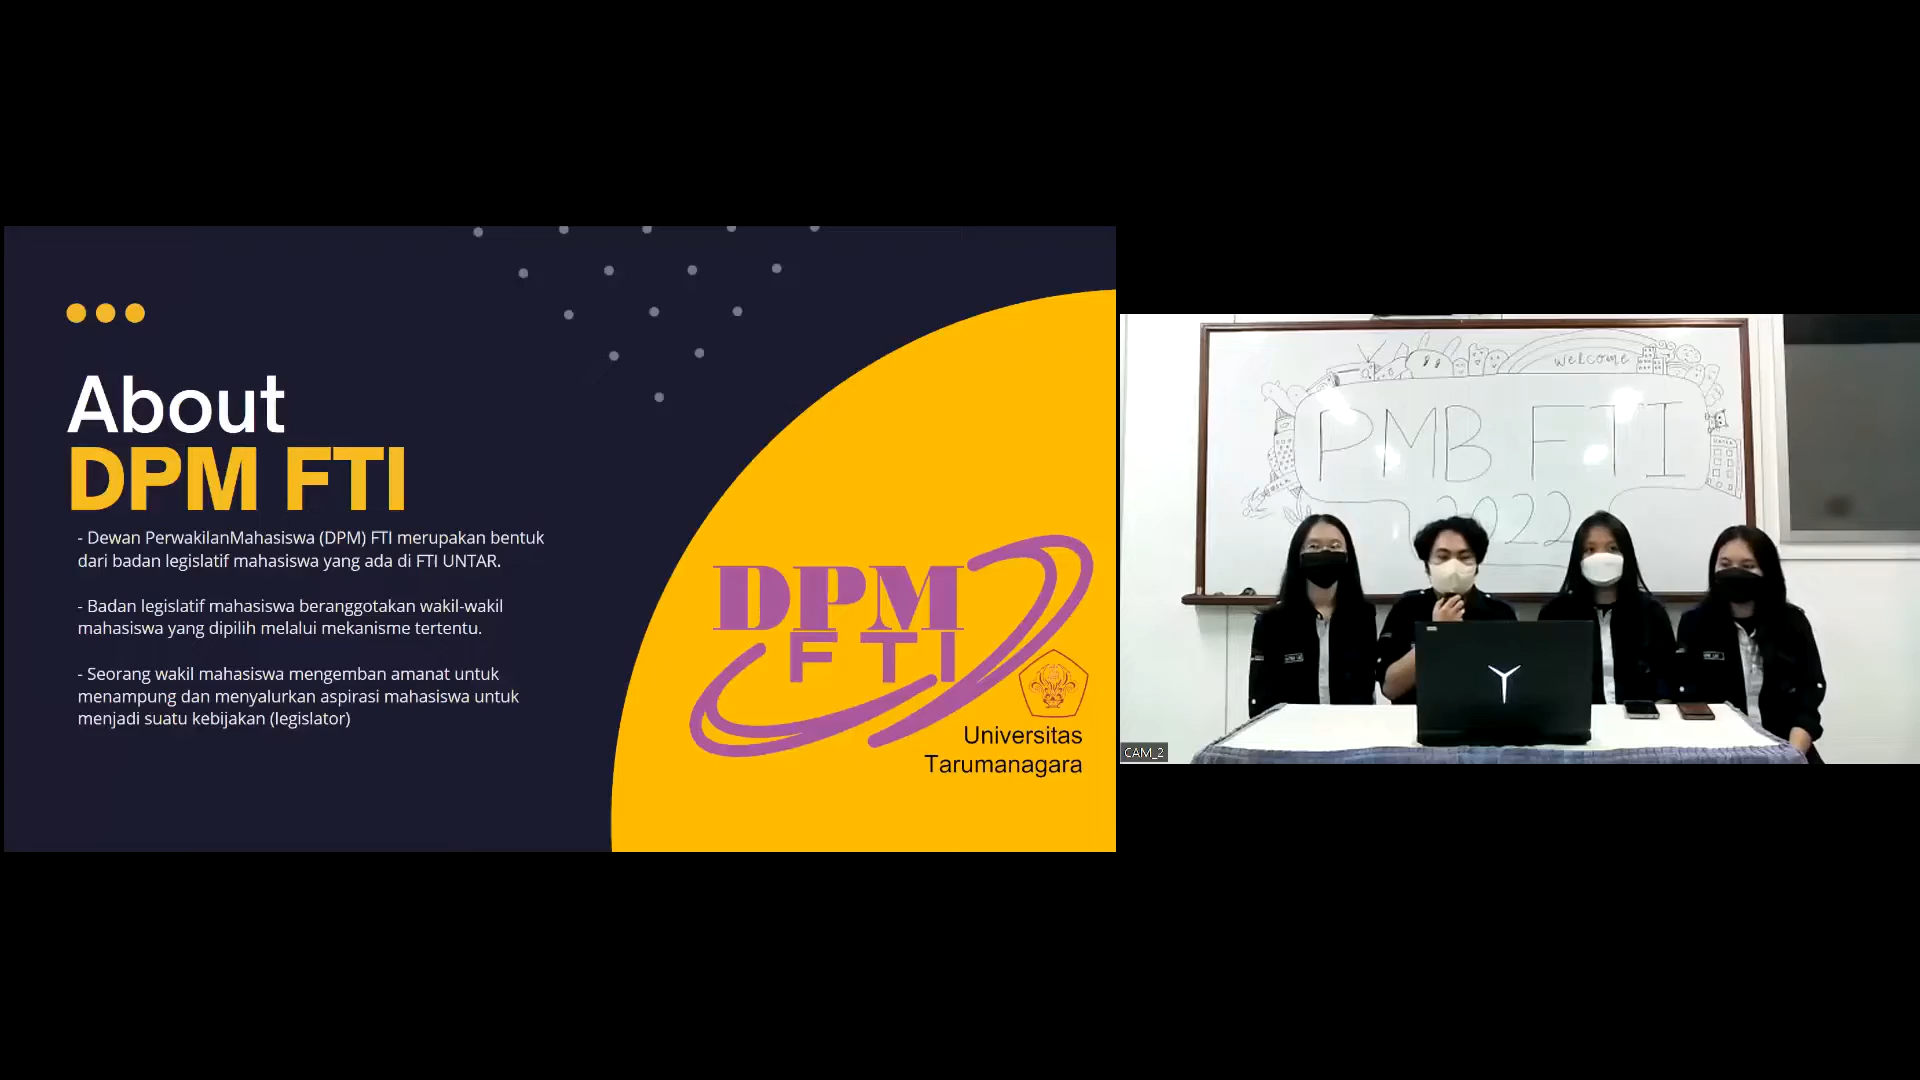 About
DPM FTI
- Dewan PerwakilanMahasiswa (DPM) FTI merupakan bentuk
dari badan legislatif mahasiswa yang ada di FTI UNTAR.
- Badan legislatif mahasiswa beranggotakan wakil-wakil
mahasiswa yang dipilih melalui mekanisme tertentu.
- Seorang wakil mahasiswa mengemban amanat untuk
menampung dan menyalurkan aspirasi mahasiswa untuk
menjadi suatu kebijakan (legislator)
DPM
FTI
Universitas
Tarumanagara
welcome
PMB FTI
2022
CAM_2